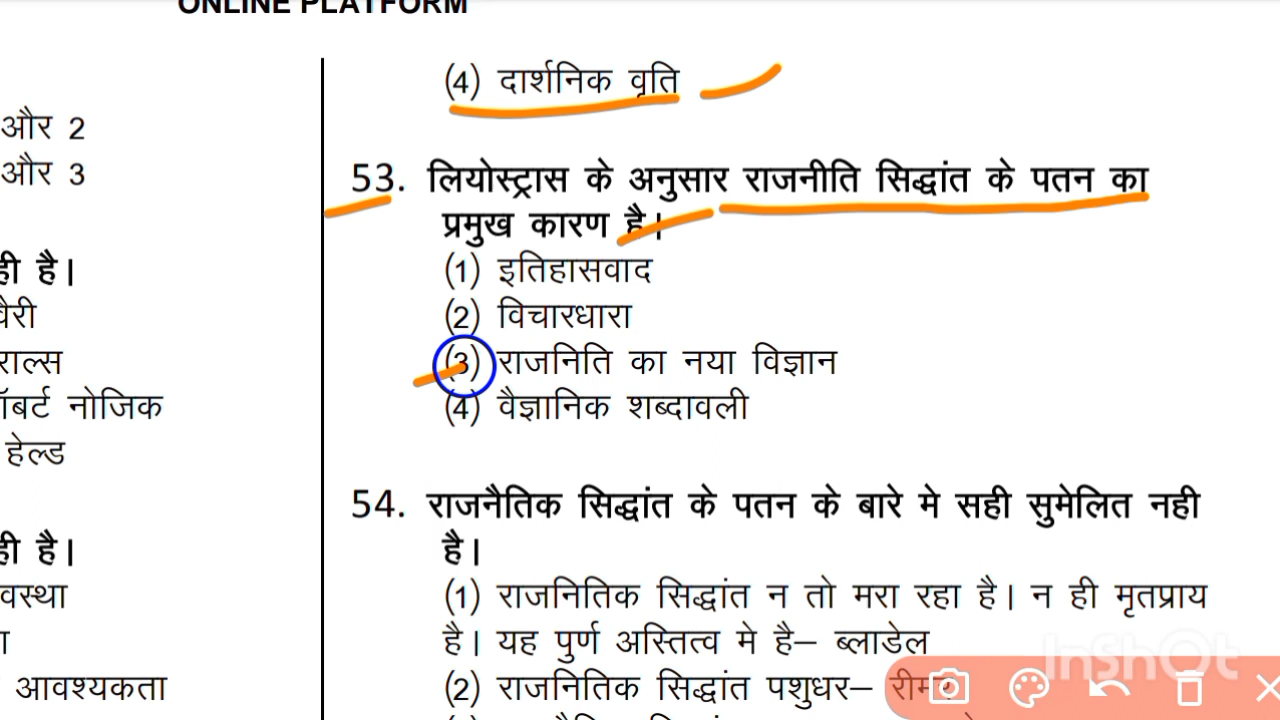 ONLINE PLATFORM
और 2
और 3
ही है।
वैरी
राल्स
ॉबर्ट नोजिक
हेल्ड
ही है।
वस्था
आवश्यकता
(4) दार्शनिक वृति
53. लियोस्ट्रास के अनुसार राजनीति सिद्धांत के पतन का
प्रमुख कारण है।
(1) इतिहासवाद
(2) विचारधारा
(3) राजनिति का नया विज्ञान
(4) वैज्ञानिक शब्दावली
54. राजनैतिक सिद्धांत के पतन के बारे मे सही सुमेलित नही
है।
(1) राजनितिक सिद्धांत न तो मरा रहा है। न ही मृतप्राय
है। यह पुर्ण अस्तित्व मे है– ब्लाडेल
(2) राजनितिक सिद्धांत पशुधर–
InShOt